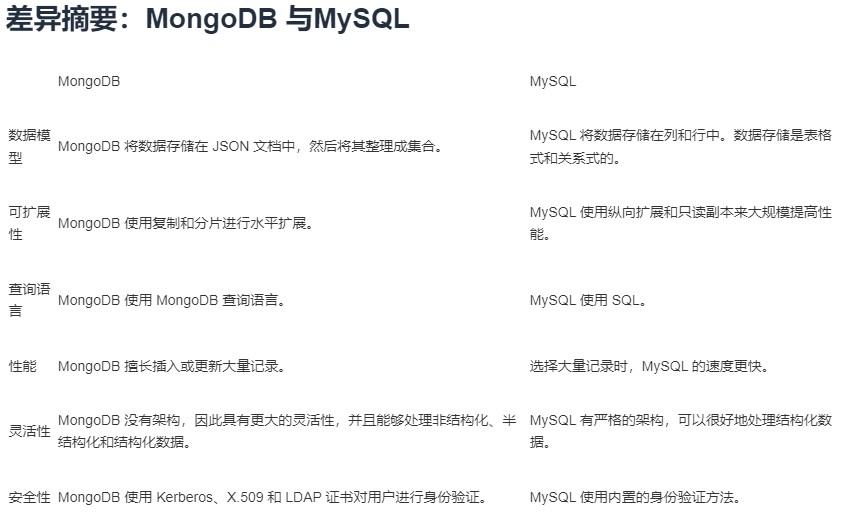 差异摘要：MongoDB 与MySQL
MongoDB
MySQL
数据模
型
MongoDB 将数据存储在 JSON 文档中，然后将其整理成集合。
MySQL 将数据存储在列和行中。数据存储是表格
式和关系式的。
可扩展
性
MongoDB 使用复制和分片进行水平扩展。
MySQL 使用纵向扩展和只读副本来大规模提高性
能。
查询语
言
MongoDB 使用 MongoDB 查询语言。
MySQL 使用 SQL。
性能
MongoDB 擅长插入或更新大量记录。
选择大量记录时，MySQL 的速度更快。
灵活性
MongoDB 没有架构，因此具有更大的灵活性，并且能够处理非结构化、半
结构化和结构化数据。
MySQL 有严格的架构，可以很好地处理结构化数
据。
安全性
MongoDB 使用 Kerberos、X.509 和 LDAP 证书对用户进行身份验证。
MySQL 使用内置的身份验证方法。